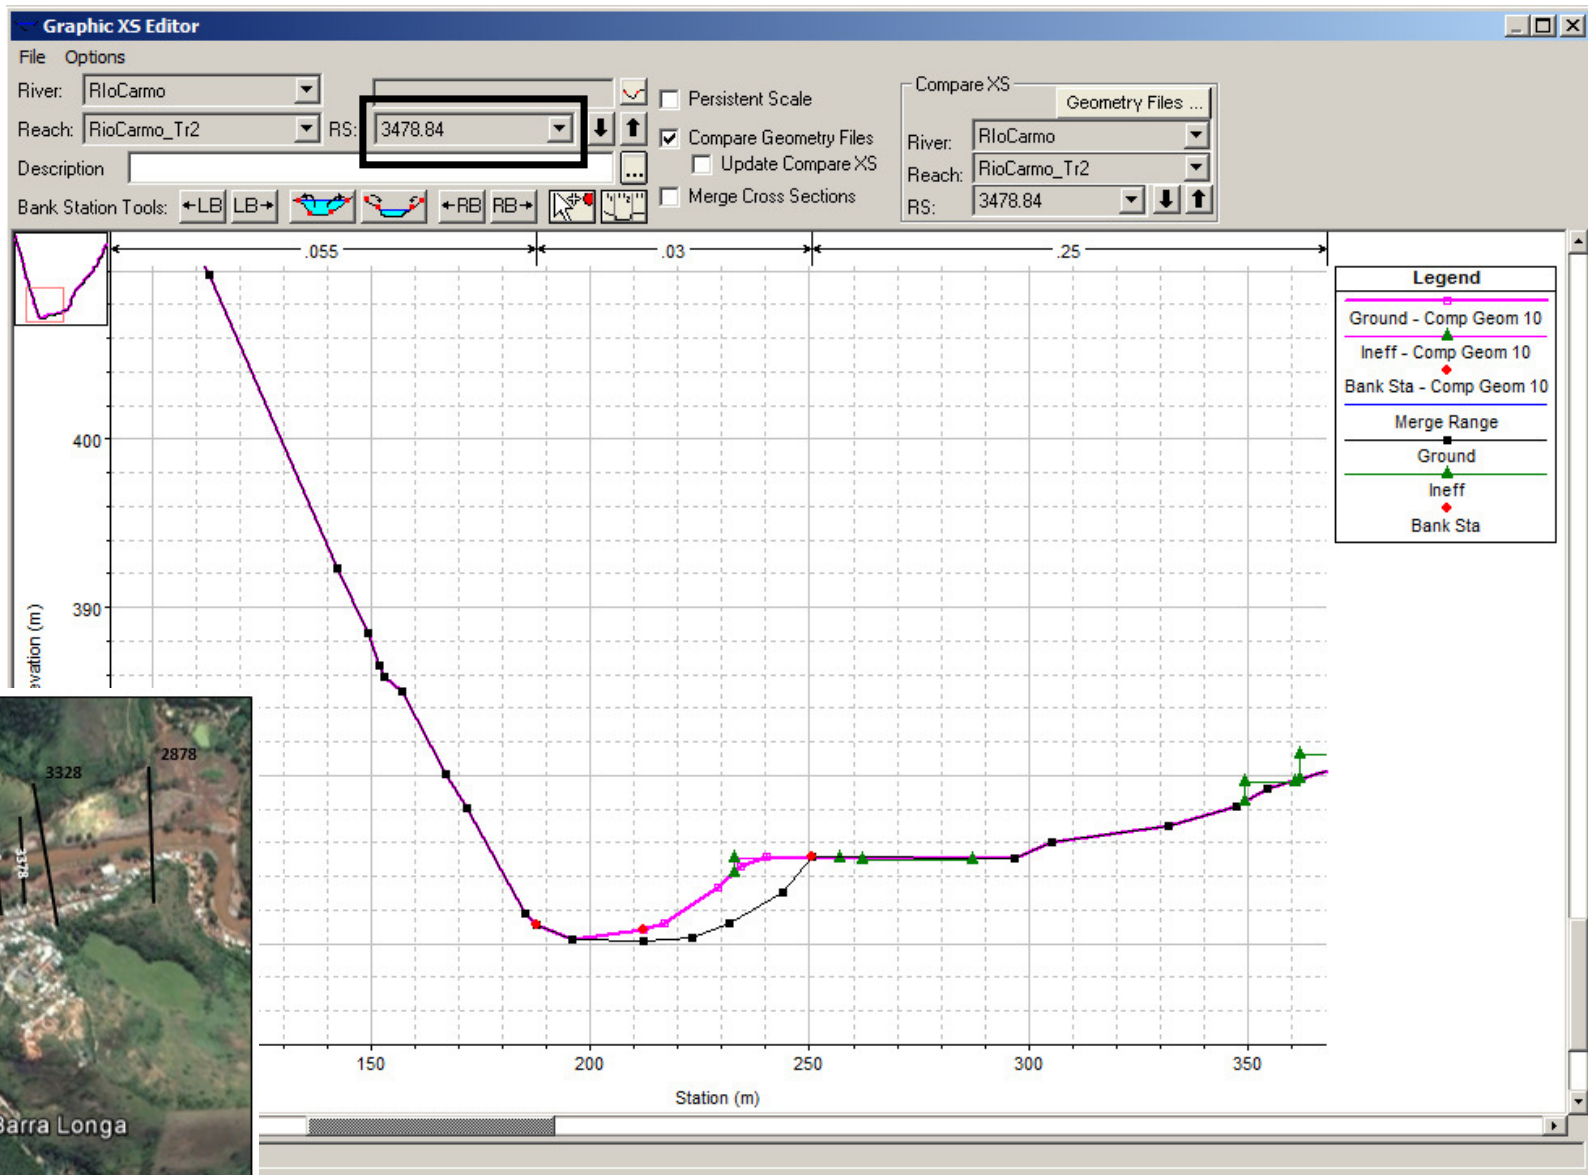 Graphic XS Editor
File Options
River: RIoCarmo
Reach: RioCarmo_Tr2 RS: 3478.84
Description ...
Bank Station Tools: LB LB RB RB
Persistent Scale
Compare Geometry Files
Update Compare XS
Merge Cross Sections
Compare XS
Geometry Files ...
River: RIoCarmo
Reach: RioCarmo_Tr2
RS: 3478.84
.055 .03 .25
Legend
Ground - Comp Geom 10
Ineff - Comp Geom 10
Bank Sta - Comp Geom 10
Merge Range
Ground
Ineff
Bank Sta
400
390
evation (m)
2878
3328
3378
Barra Longa
150 200 250 300 350
Station (m)